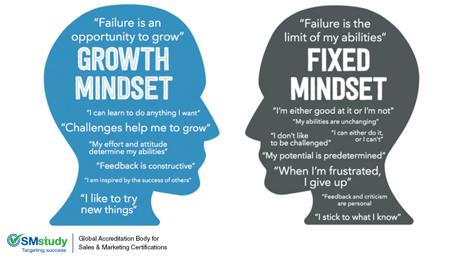 "Failure is an
opportunity to grow"
GROWTH
MINDSET
"I can learn to do anything I want"
"Challenges help me to grow"
"My effort and attitude
determine my abilities"
"Feedback is constructive"
"I am inspired by the success of others"
"I like to try
new things"
"Failure is the
limit of my abilities"
FIXED
MINDSET
"I'm either good at it or I'm not"
"My abilities are unchanging"
"I don't like
to be challenged"
"I can either do it,
or I can't"
"My potential is predetermined"
"When I'm frustrated,
I give up"
"Feedback and criticism
are personal"
"I stick to what I know"
SMstudy
Targeting success
Global Accreditation Body for
Sales & Marketing Certifications